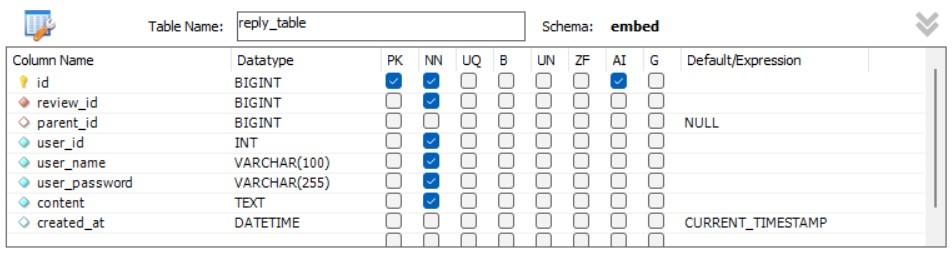 Table Name: reply_table Schema: embed
Column Name Datatype PK NN UQ B UN ZF AI G Default/Expression
id BIGINT
review_id BIGINT
parent_id BIGINT NULL
user_id INT
user_name VARCHAR(100)
user_password VARCHAR(255)
content TEXT
created_at DATETIME CURRENT_TIMESTAMP